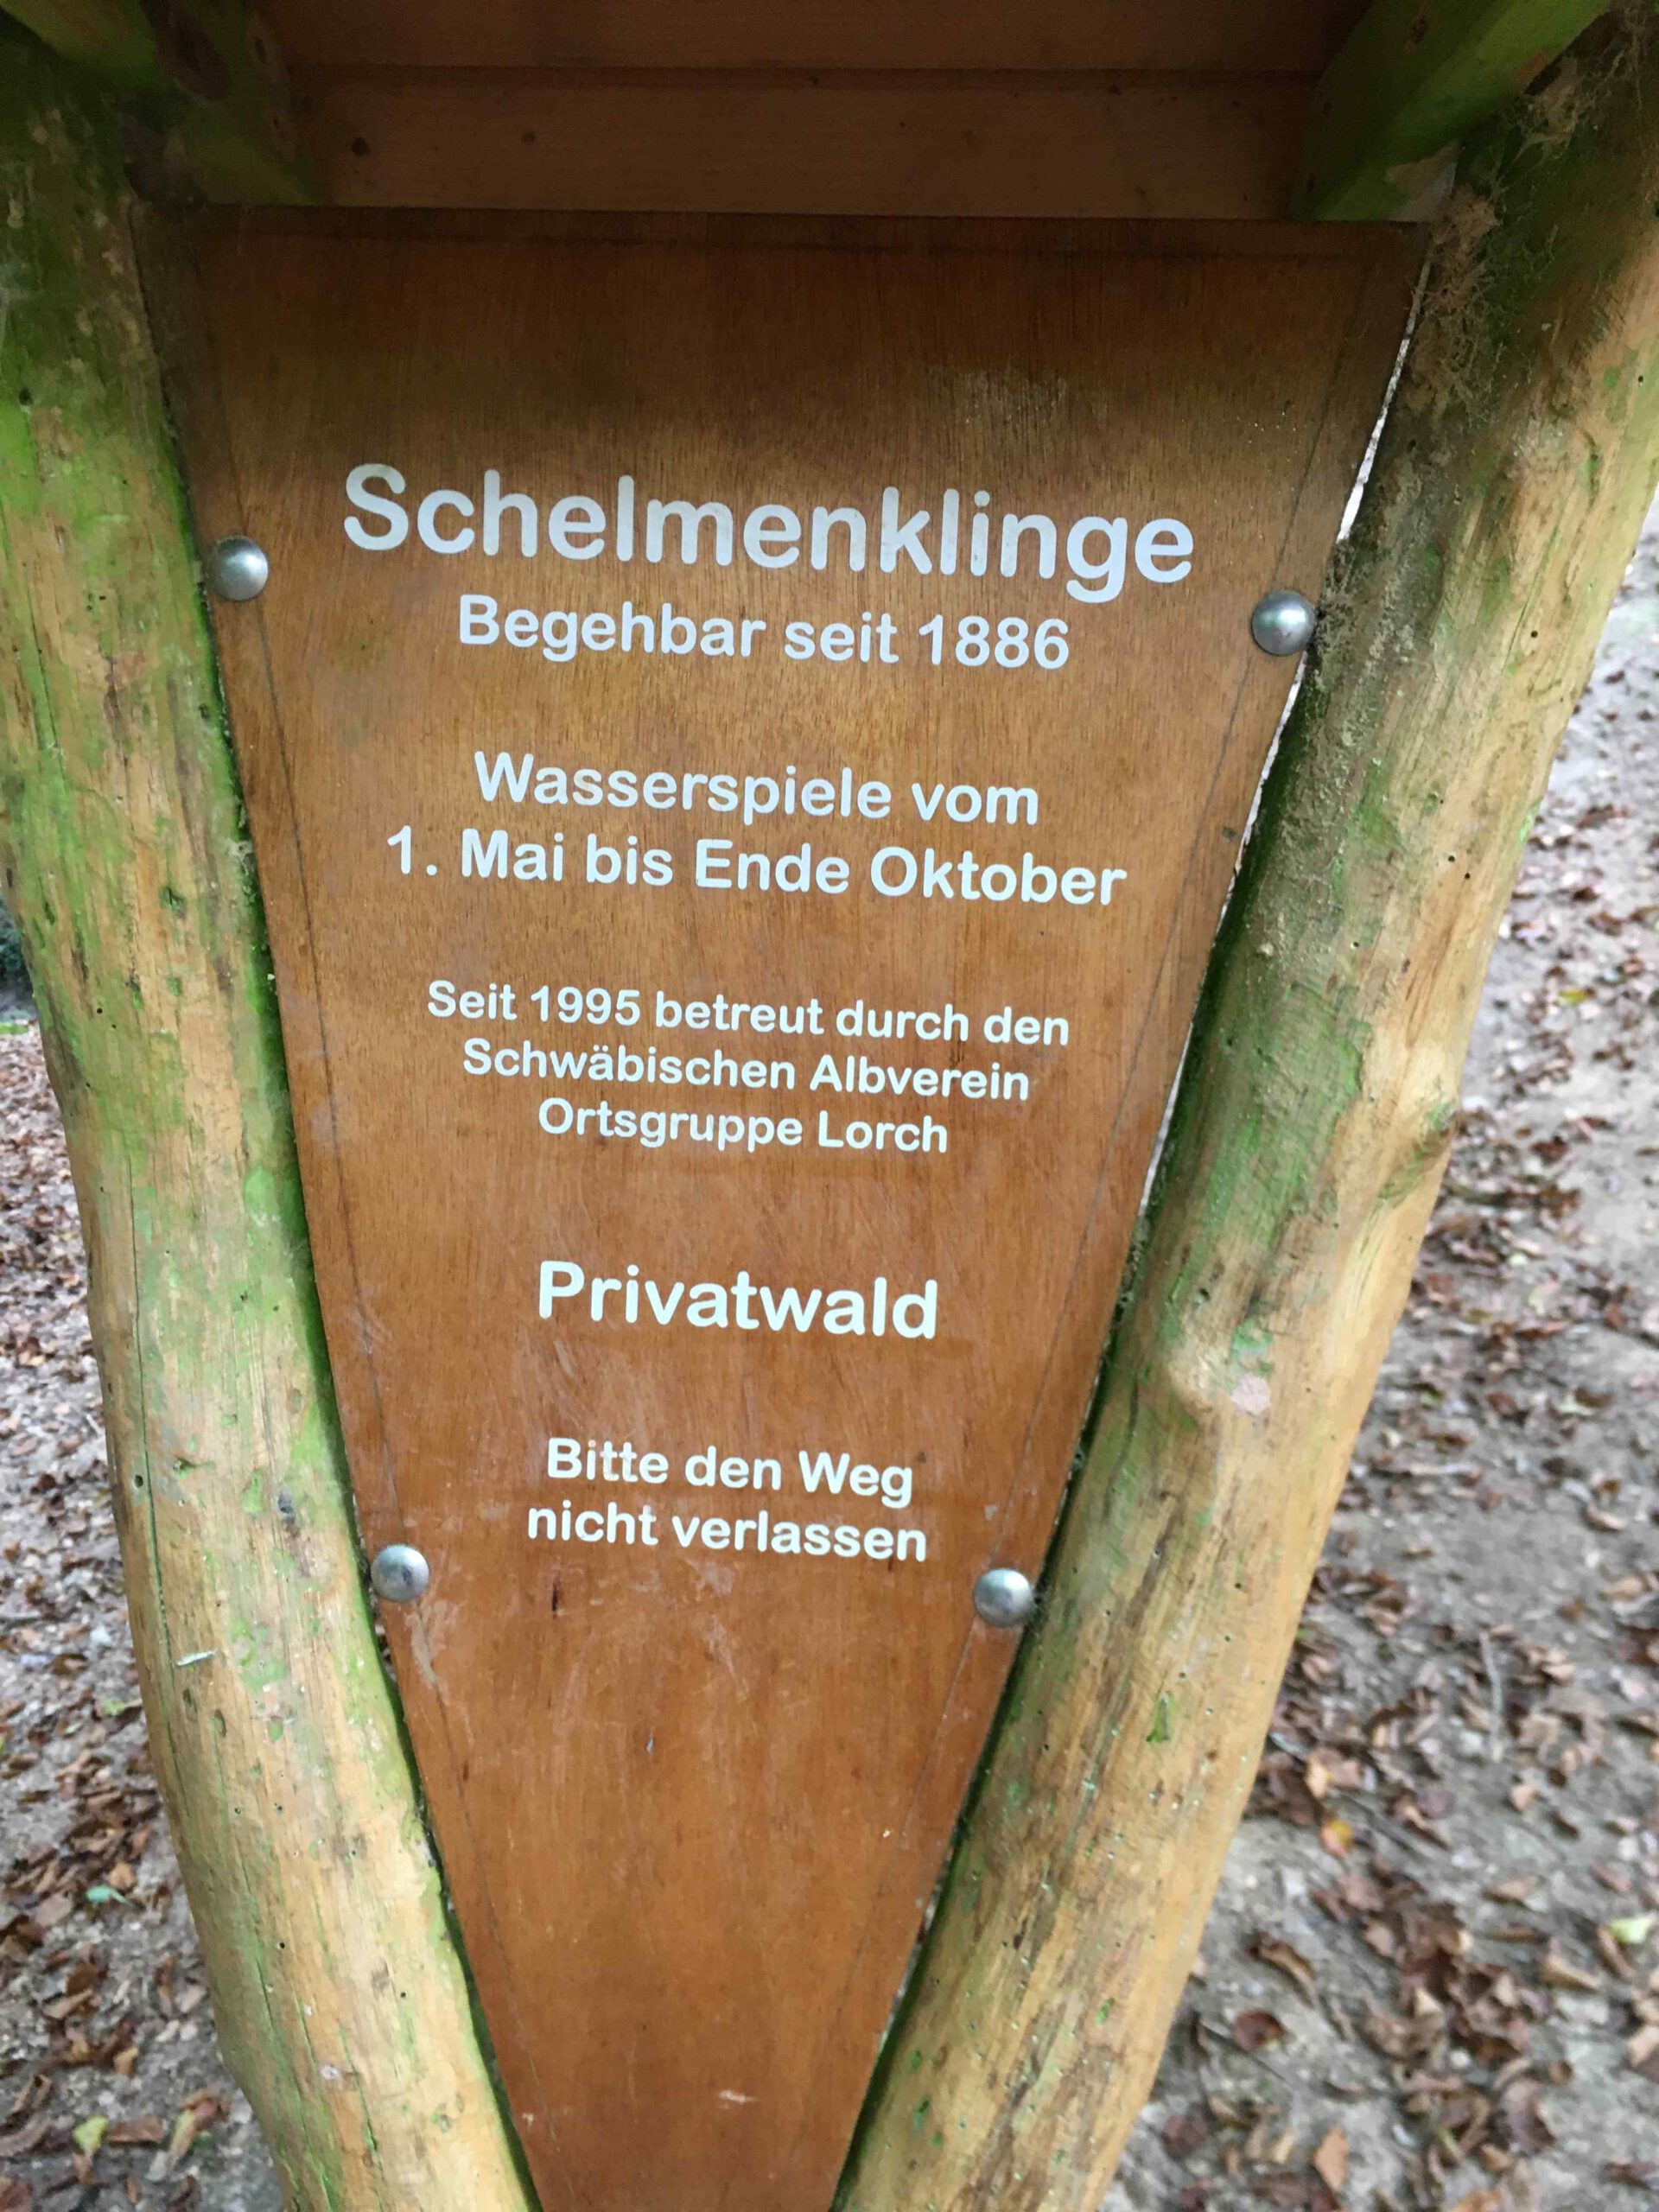 Schelmenklinge
Begehbar seit 1886
Wasserspiele vom
1. Mai bis Ende Oktober
Seit 1995 betreut durch den
Schwäbischen Albverein
Ortsgruppe Lorch
Privatwald
Bitte den Weg
nicht verlassen